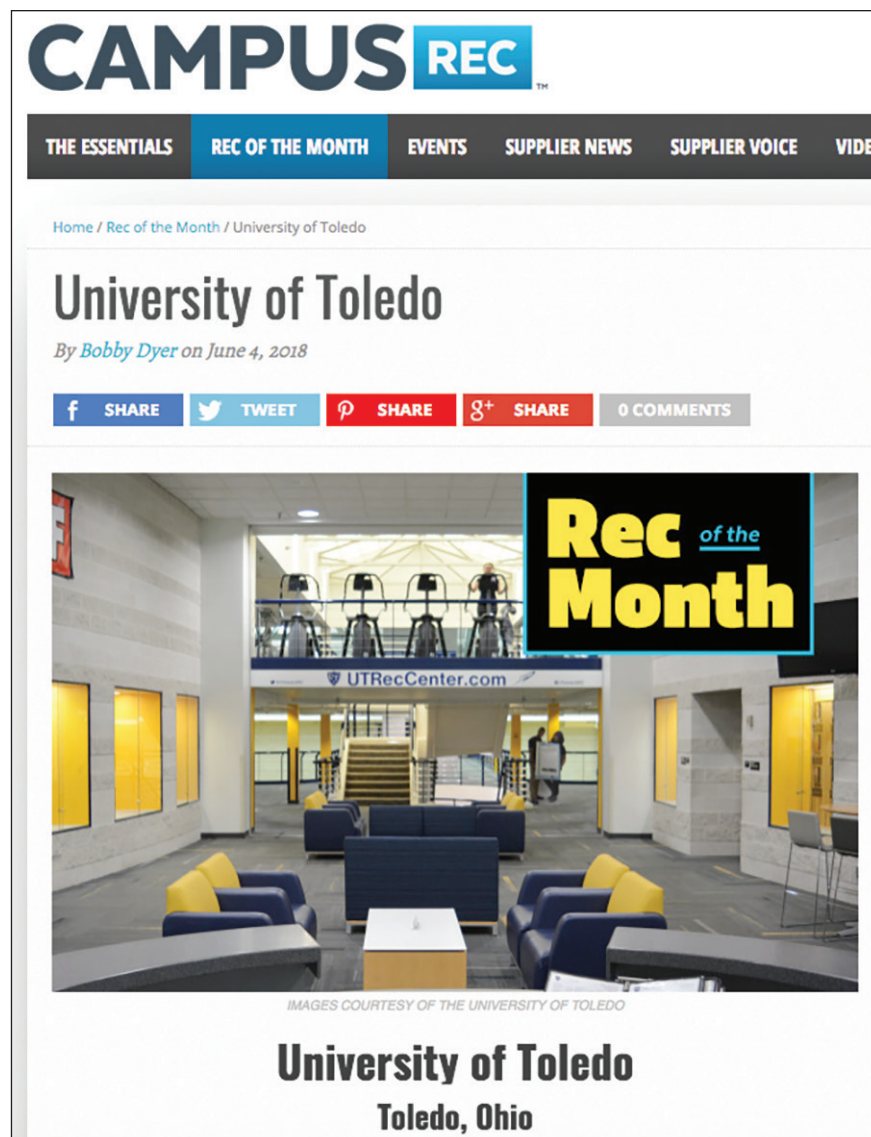 CAMPUS REC ™
THE ESSENTIALS REC OF THE MONTH EVENTS SUPPLIER NEWS SUPPLIER VOICE VIDE
Home / Rec of the Month / University of Toledo
University of Toledo
By Bobby Dyer on June 4, 2018
f SHARE TWEET SHARE g+ SHARE 0 COMMENTS
Rec of the
Month
F
UTRecCenter.com
IMAGES COURTESY OF THE UNIVERSITY OF TOLEDO
University of Toledo
Toledo, Ohio